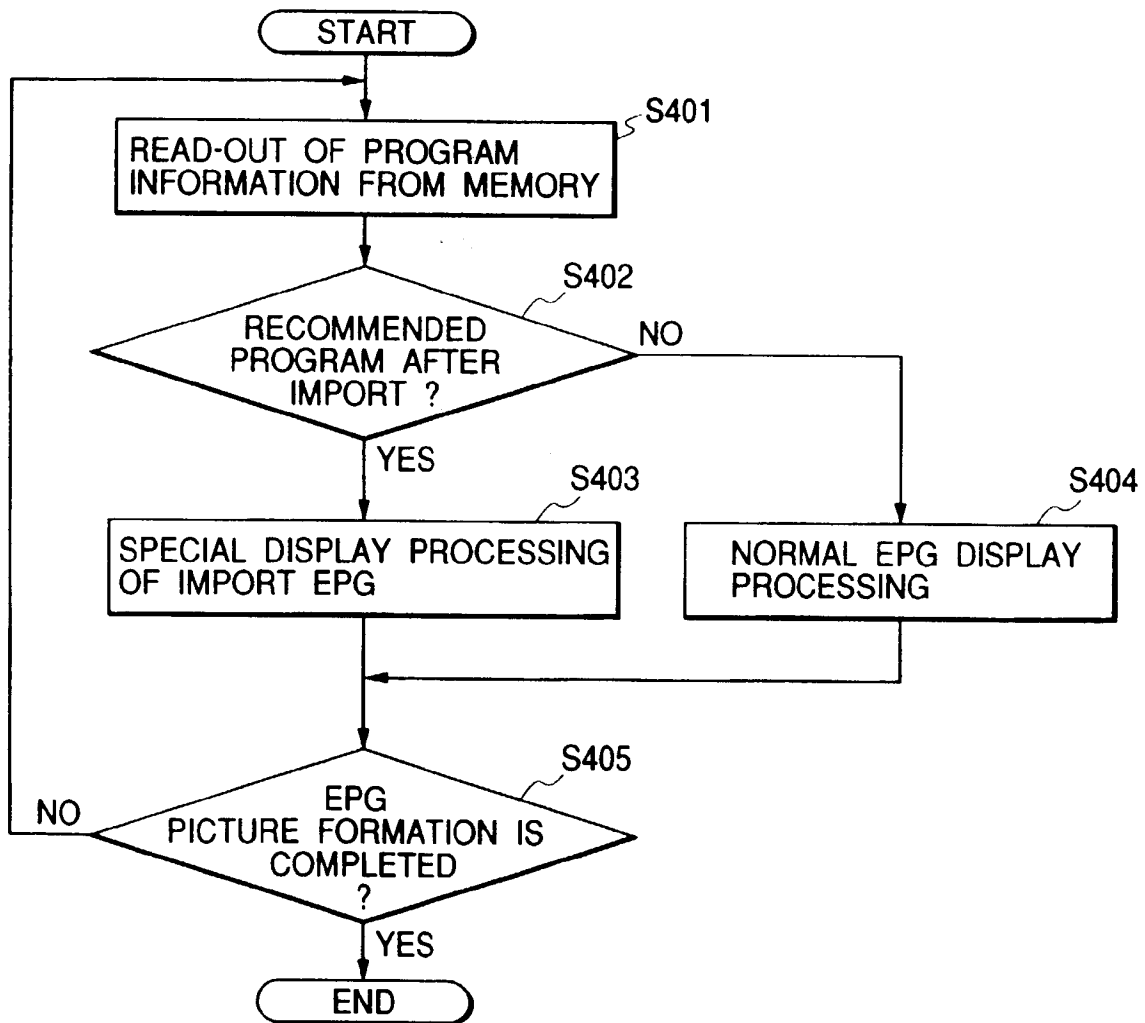 START
S401
READ-OUT OF PROGRAM
INFORMATION FROM MEMORY
S402
RECOMMENDED
PROGRAM AFTER
IMPORT ?
NO
YES
S403
SPECIAL DISPLAY PROCESSING
OF IMPORT EPG
S404
NORMAL EPG DISPLAY
PROCESSING
S405
EPG
PICTURE FORMATION IS
COMPLETED
?
NO
YES
END